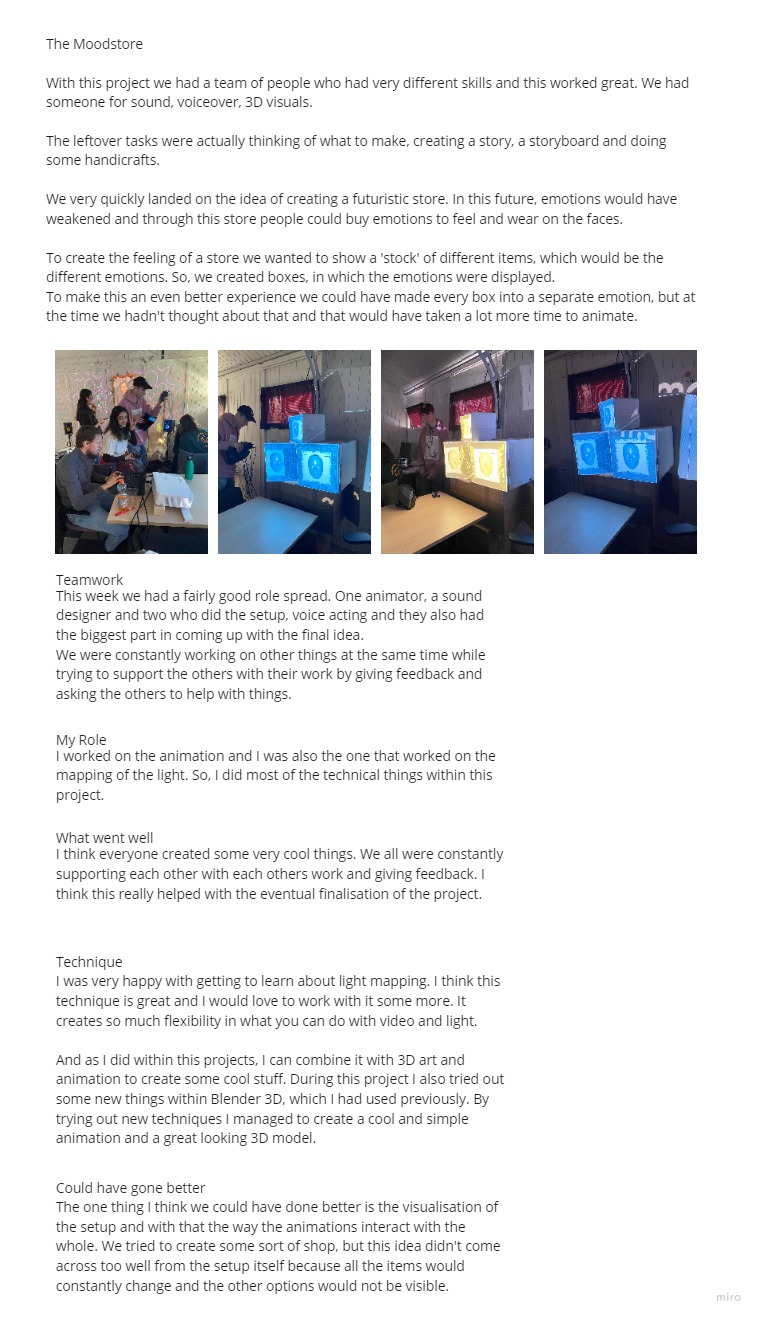 The Moodstore
With this project we had a team of people who had very different skills and this worked great. We had
someone for sound, voiceover, 3D visuals.
The leftover tasks were actually thinking of what to make, creating a story, a storyboard and doing
some handicrafts.
We very quickly landed on the idea of creating a futuristic store. In this future, emotions would have
weakened and through this store people could buy emotions to feel and wear on the faces.
To create the feeling of a store we wanted to show a 'stock' of different items, which would be the
different emotions. So, we created boxes, in which the emotions were displayed.
To make this an even better experience we could have made every box into a separate emotion, but at
the time we hadn't thought about that and that would have taken a lot more time to animate.
Teamwork
This week we had a fairly good role spread. One animator, a sound
designer and two who did the setup, voice acting and they also had
the biggest part in coming up with the final idea.
We were constantly working on other things at the same time while
trying to support the others with their work by giving feedback and
asking the others to help with things.
My Role
I worked on the animation and I was also the one that worked on the
mapping of the light. So, I did most of the technical things within this
project.
What went well
I think everyone created some very cool things. We all were constantly
supporting each other with each others work and giving feedback. I
think this really helped with the eventual finalisation of the project.
Technique
I was very happy with getting to learn about light mapping. I think this
technique is great and I would love to work with it some more. It
creates so much flexibility in what you can do with video and light.
And as I did within this projects, I can combine it with 3D art and
animation to create some cool stuff. During this project I also tried out
some new things within Blender 3D, which I had used previously. By
trying out new techniques I managed to create a cool and simple
animation and a great looking 3D model.
Could have gone better
The one thing I think we could have done better is the visualisation of
the setup and with that the way the animations interact with the
whole. We tried to create some sort of shop, but this idea didn't come
across too well from the setup itself because all the items would
constantly change and the other options would not be visible.
miro